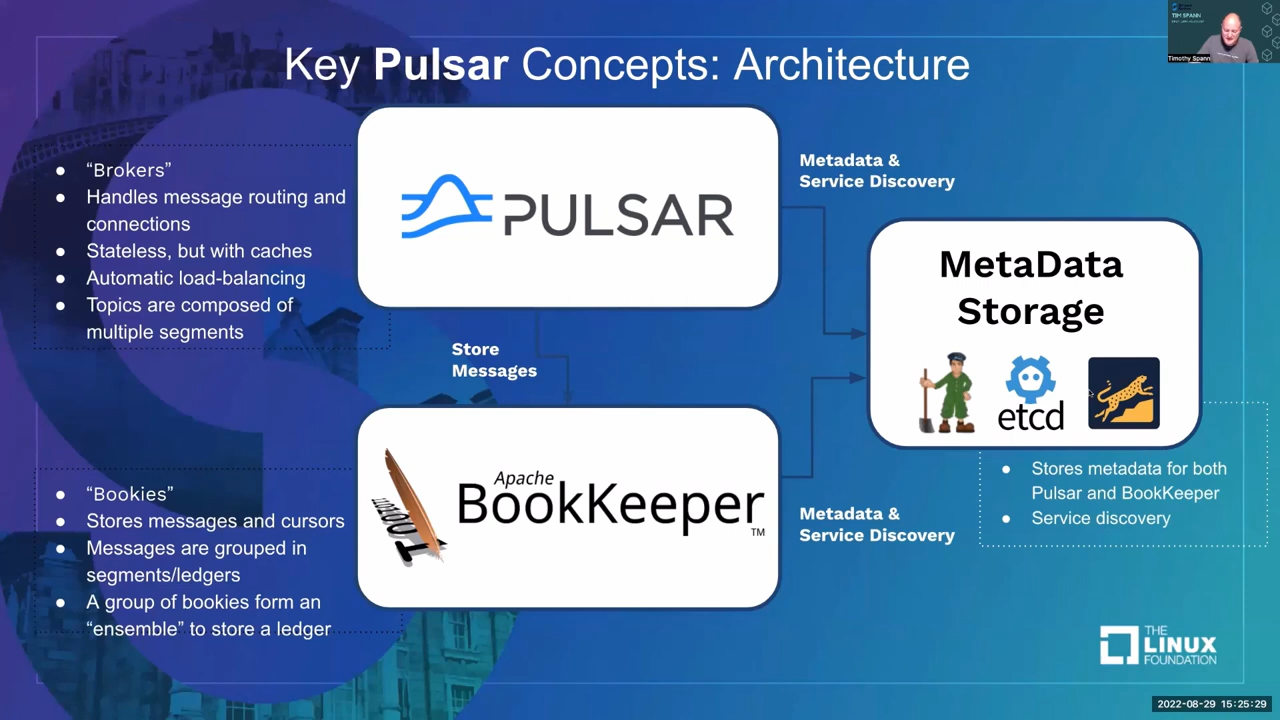 TIM SPANN
Timothy Spann
Key Pulsar Concepts: Architecture
● “Brokers”
● Handles message routing and
connections
● Stateless, but with caches
● Automatic load-balancing
● Topics are composed of
multiple segments
PULSAR
Metadata &
Service Discovery
MetaData
Storage
etcd
Store
Messages
● “Bookies”
● Stores messages and cursors
● Messages are grouped in
segments/ledgers
● A group of bookies form an
“ensemble” to store a ledger
Apache
BookKeeper
TM
Metadata &
Service Discovery
● Stores metadata for both
Pulsar and BookKeeper
● Service discovery
THE
LINUX
FOUNDATION
2022-08-29 15:25:29